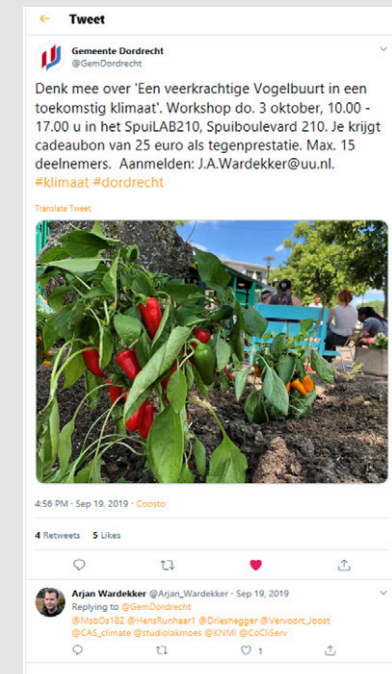 Tweet
Gemeente Dordrecht
@GemDordrecht
Denk mee over 'Een veerkrachtige Vogelbuurt in een
toekomstig klimaat'. Workshop do. 3 oktober, 10.00 -
17.00 u in het SpuiLAB210, Spuiboulevard 210. Je krijgt
cadeaubon van 25 euro als tegenprestatie. Max. 15
deelnemers. Aanmelden: J.A.Wardekker@uu.nl.
#klimaat #dordrecht
Translate Tweet
4:56 PM · Sep 19, 2019 · Coosto
4 Retweets 5 Likes
Arjan Wardekker @Arjan_Wardekker · Sep 19, 2019
Replying to @GemDordrecht
@MsbOs182 @HensRunhaar1 @Drieshegger @Vervoort_Joost
@CAS_climate @studiolakmoes @KNMI @CoCliServ
1